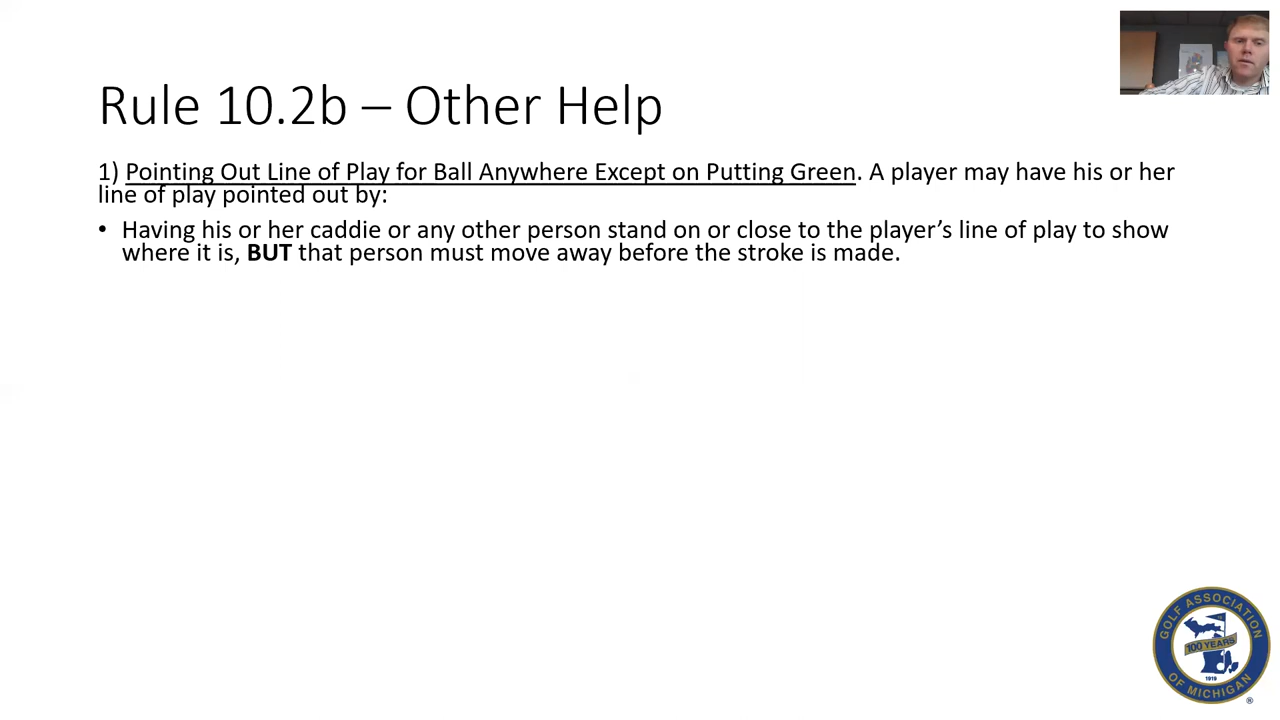 Rule 10.2b – Other Help
1) Pointing Out Line of Play for Ball Anywhere Except on Putting Green. A player may have his or her
line of play pointed out by:
• Having his or her caddie or any other person stand on or close to the player’s line of play to show
where it is, BUT that person must move away before the stroke is made.
GOLF ASSOCIATION
100 YEARS
1919
OF MICHIGAN
®